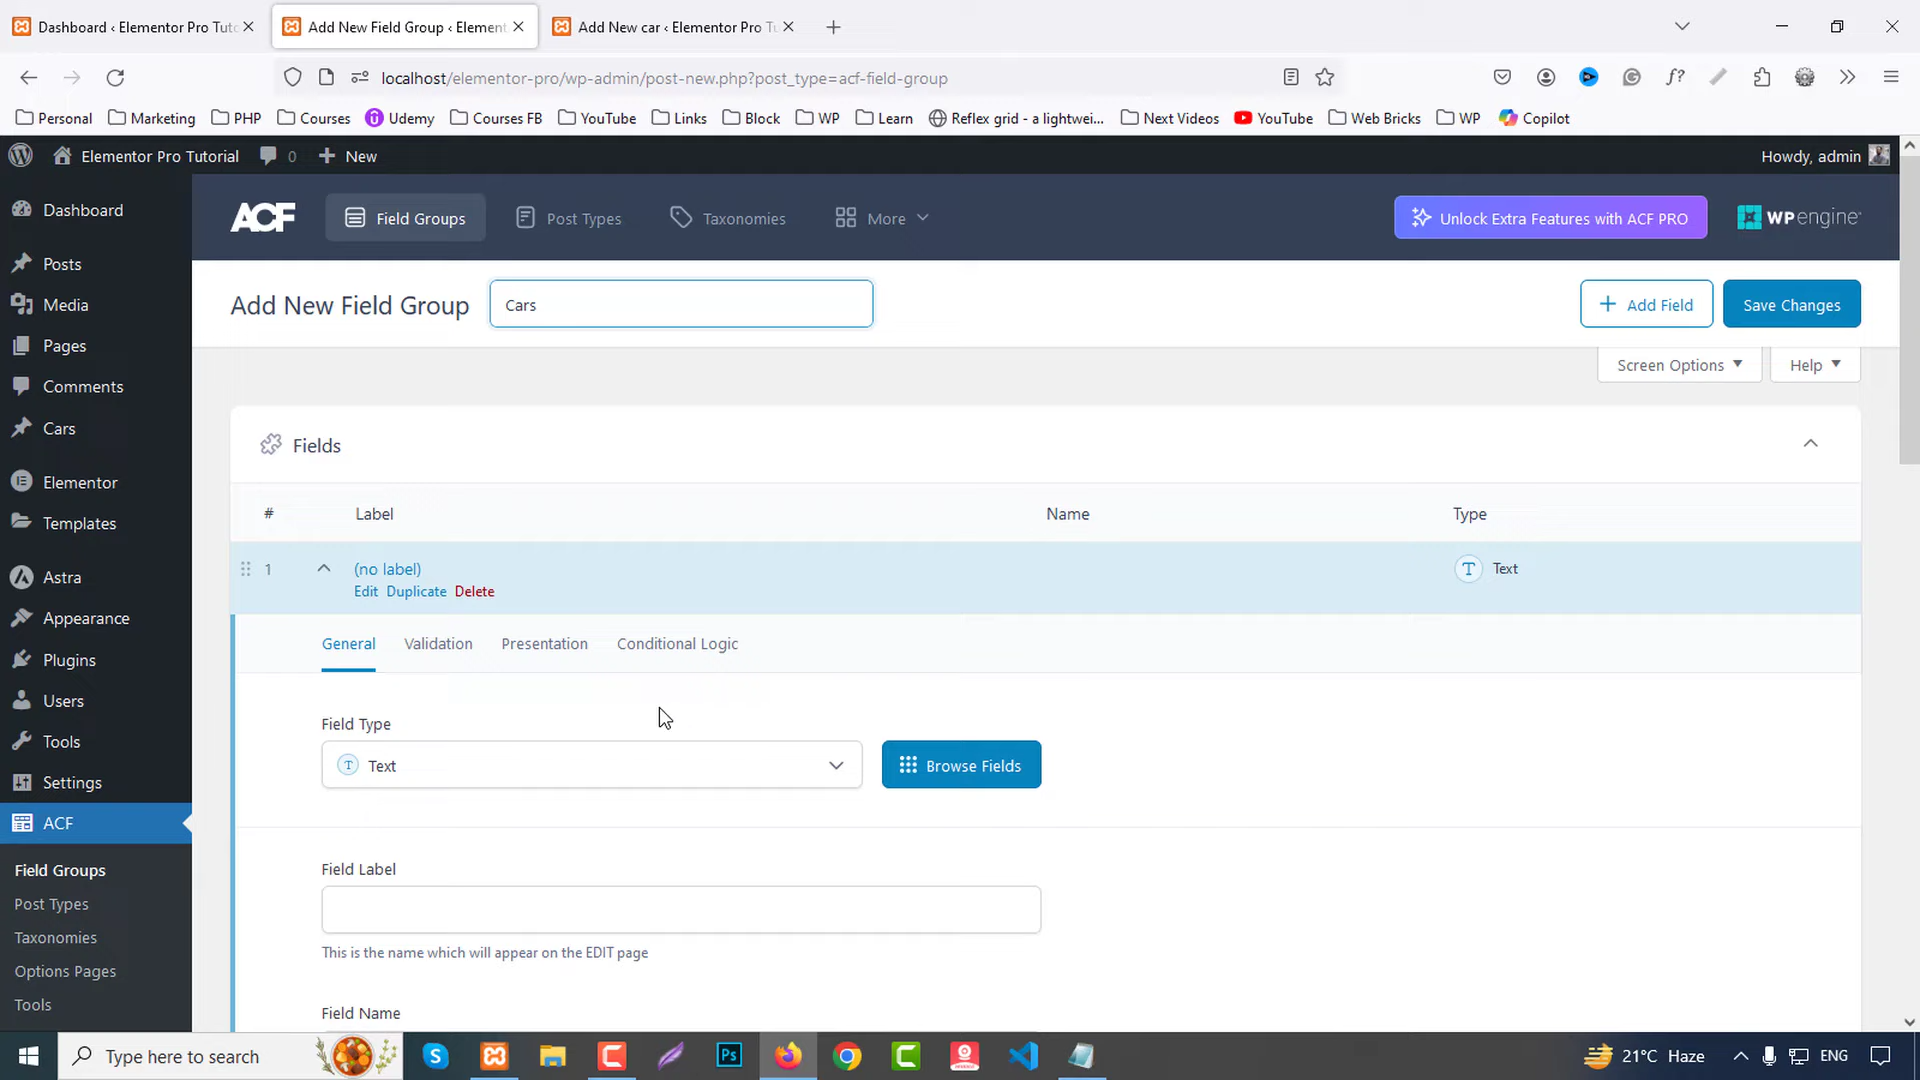 Dashboard ‹ Elementor Pro Tuto
Add New Field Group ‹ Element
Add New car ‹ Elementor Pro Tu
localhost/elementor-pro/wp-admin/post-new.php?post_type=acf-field-group
Personal Marketing PHP Courses Udemy Courses FB YouTube Links Block WP Learn Reflex grid - a lightwei... Next Videos YouTube Web Bricks WP Copilot
Elementor Pro Tutorial 0 New Howdy, admin
Dashboard
Posts
Media
Pages
Comments
Cars
Elementor
Templates
Astra
Appearance
Plugins
Users
Tools
Settings
ACF
Field Groups
Post Types
Taxonomies
Options Pages
Tools
ACF Field Groups Post Types Taxonomies More Unlock Extra Features with ACF PRO WP engine
Add New Field Group Cars Add Field Save Changes
Screen Options Help
Fields
# Label Name Type
1 (no label) T Text
Edit Duplicate Delete
General Validation Presentation Conditional Logic
Field Type
T Text Browse Fields
Field Label
This is the name which will appear on the EDIT page
Field Name
Type here to search S Ps 21°C Haze ENG